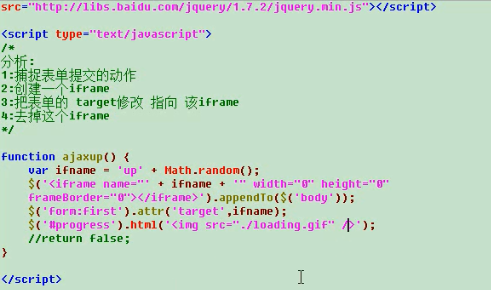 src="http://libs.baidu.com/jquery/1.7.2/jquery.min.js"></script>
<script type="text/javascript">
/*
分析:
1:捕捉表单提交的动作
2:创建一个iframe
3:把表单的 target修改 指向 该iframe
4:去掉这个iframe
*/
function ajaxup() {
    var ifname = 'up' + Math.random();
    $('<iframe name="' + ifname + '" width="0" height="0"
    frameBorder="0"></iframe>').appendTo($('body'));
    $('form:first').attr('target',ifname);
    $('#progress').html('<img src="./loading.gif" />');
    //return false;
}
</script>